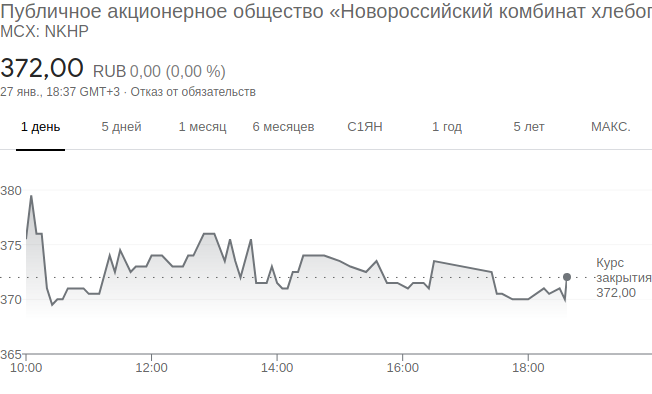 Публичное акционерное общество «Новороссийский комбинат
MCX: NKHP
372,00 RUB 0,00 (0,00 %)
27 янв., 18:37 GMT+3 · Отказ от обязательств
1 день 5 дней 1 месяц 6 месяцев С1ЯН 1 год 5 лет МАКС.
380
375
Курс
закрытия
372,00
370
365
10:00 12:00 14:00 16:00 18:00